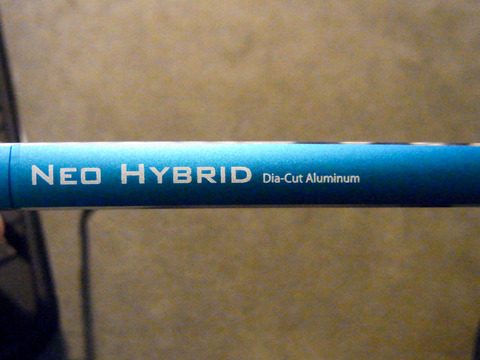 NEO HYBRID Dia-Cut Aluminum